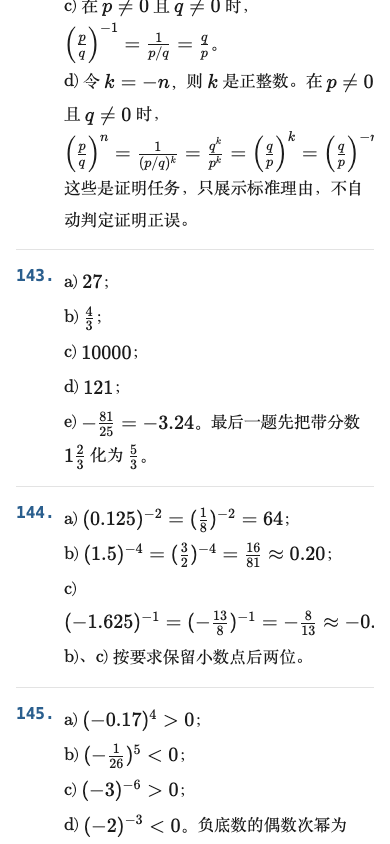 c) 在 p ≠ 0 且 q ≠ 0 时，
(p/q)^{-1} = 1/(p/q) = q/p。
d) 令 k = −n，则 k 是正整数。在 p ≠ 0
且 q ≠ 0 时，
(p/q)^n = 1/(p/q)^k = q^k/p^k = (q/p)^k = (q/p)^{-n}
这些是证明任务，只展示标准理由，不自
动判定证明正误。
143. a) 27；
b) 4/3；
c) 10000；
d) 121；
e) −81/25 = −3.24。最后一题先把带分数
1 2/3 化为 5/3。
144. a) (0.125)^{-2} = (1/8)^{-2} = 64；
b) (1.5)^{-4} = (3/2)^{-4} = 16/81 ≈ 0.20；
c)
(−1.625)^{-1} = (−13/8)^{-1} = −8/13 ≈ −0.
b)、c) 按要求保留小数点后两位。
145. a) (−0.17)^4 > 0；
b) (−1/26)^5 < 0；
c) (−3)^{-6} > 0；
d) (−2)^{-3} < 0。负底数的偶数次幂为